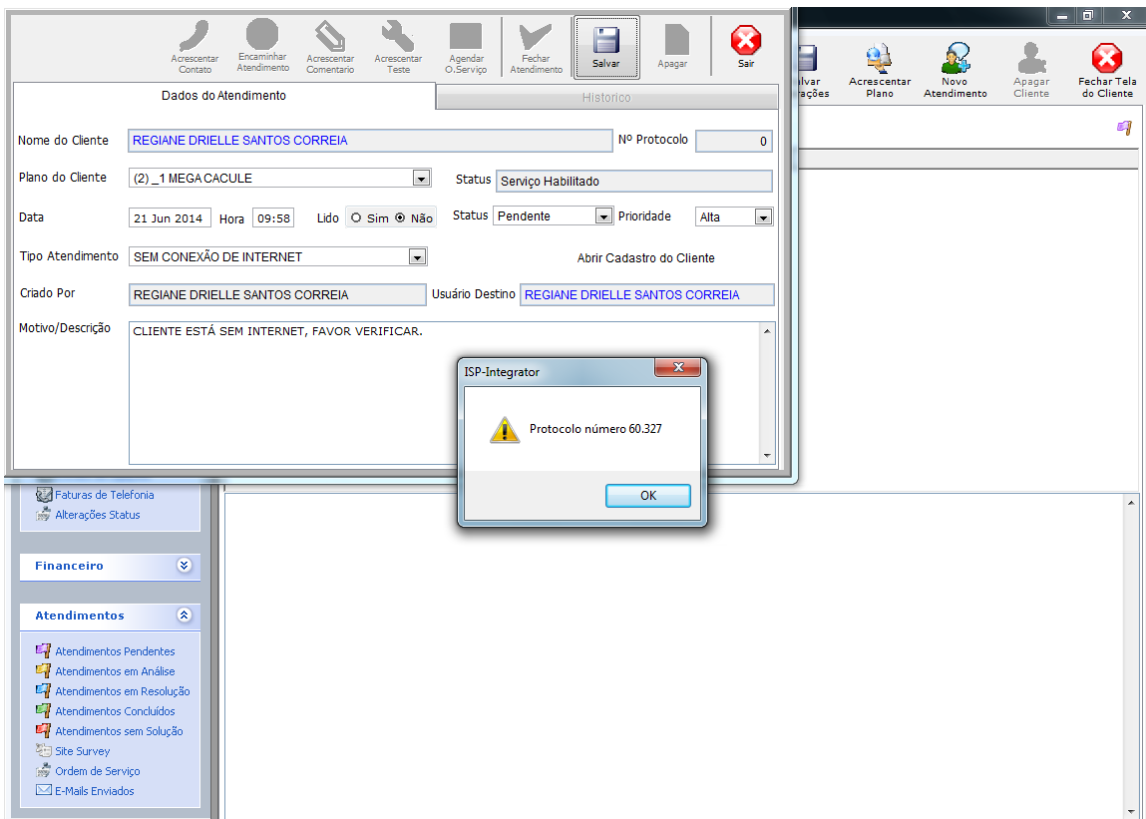 Acrescentar Contato
Encaminhar Atendimento
Acrescentar Comentario
Acrescentar Teste
Agendar O.Serviço
Fechar Atendimento
Salvar
Apagar
Sair
lvar rações
Acrescentar Plano
Novo Atendimento
Apagar Cliente
Fechar Tela do Cliente
Dados do Atendimento
Historico
Nome do Cliente REGIANE DRIELLE SANTOS CORREIA Nº Protocolo 0
Plano do Cliente (2) _1 MEGA CACULE Status Serviço Habilitado
Data 21 Jun 2014 Hora 09:58 Lido Sim Não Status Pendente Prioridade Alta
Tipo Atendimento SEM CONEXÃO DE INTERNET Abrir Cadastro do Cliente
Criado Por REGIANE DRIELLE SANTOS CORREIA Usuário Destino REGIANE DRIELLE SANTOS CORREIA
Motivo/Descrição CLIENTE ESTÁ SEM INTERNET, FAVOR VERIFICAR.
ISP-Integrator
Protocolo número 60.327
OK
Faturas de Telefonia
Alterações Status
Financeiro
Atendimentos
Atendimentos Pendentes
Atendimentos em Análise
Atendimentos em Resolução
Atendimentos Concluídos
Atendimentos sem Solução
Site Survey
Ordem de Serviço
E-Mails Enviados